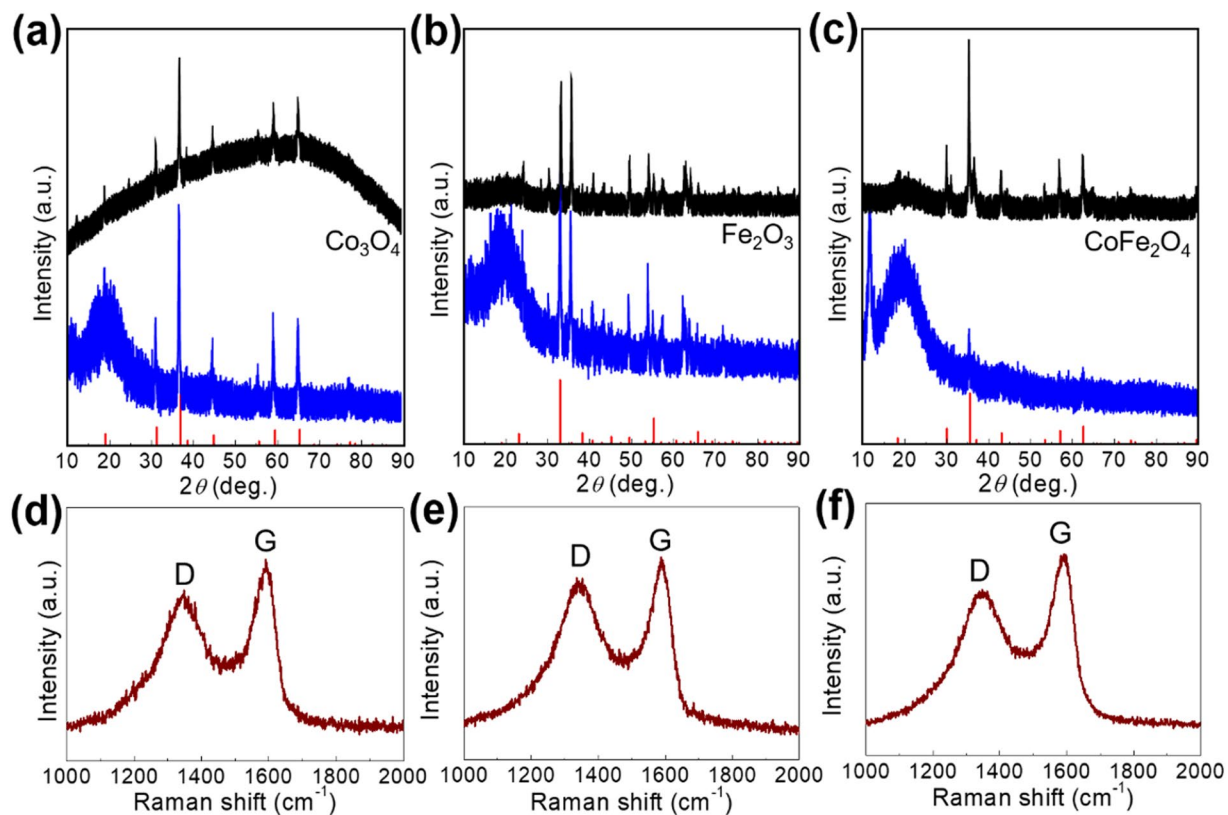 (a)
Intensity (a.u.)
Co₃O₄
10 20 30 40 50 60 70 80 90
2θ (deg.)
(b)
Intensity (a.u.)
Fe₂O₃
10 20 30 40 50 60 70 80 90
2θ (deg.)
(c)
Intensity (a.u.)
CoFe₂O₄
10 20 30 40 50 60 70 80 90
2θ (deg.)
(d)
Intensity (a.u.)
D
G
1000 1200 1400 1600 1800 2000
Raman shift (cm⁻¹)
(e)
Intensity (a.u.)
D
G
1000 1200 1400 1600 1800 2000
Raman shift (cm⁻¹)
(f)
Intensity (a.u.)
D
G
1000 1200 1400 1600 1800 2000
Raman shift (cm⁻¹)